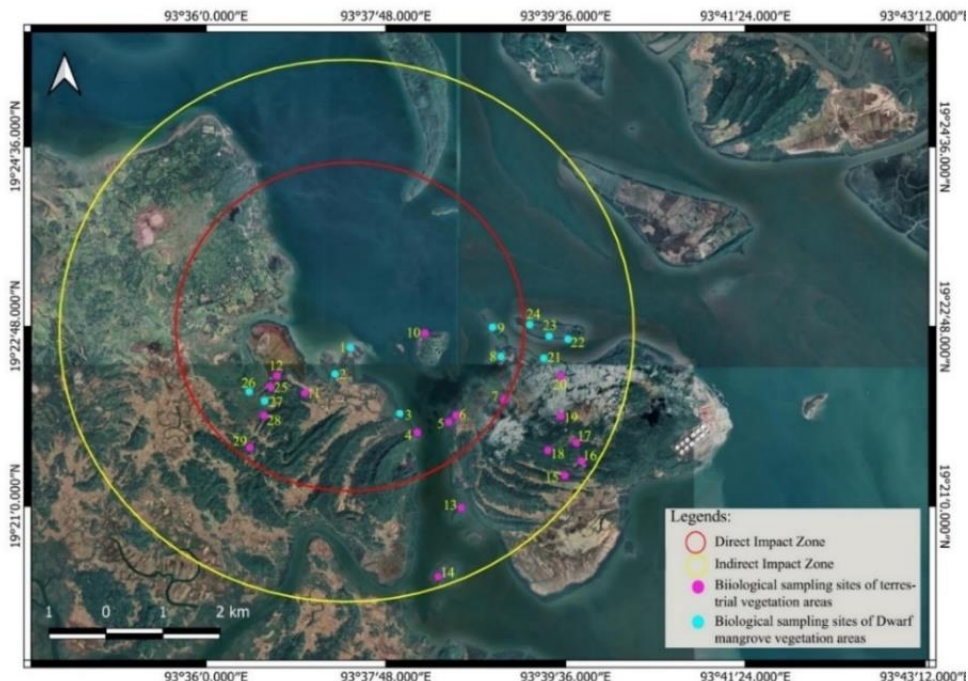 93°36'0.000"E 93°37'48.000"E 93°39'36.000"E 93°41'24.000"E 93°43'12.000"E
19°24'36.000"N 19°24'36.000"N
24
23
22
9
10
1
8
21
2
12
20
26
25
11
7
27
3
6
19
28
5
4
17
29
18
16
15
13
14
19°22'48.000"N 19°22'48.000"N
19°21'0.000"N 19°21'0.000"N
Legends:
Direct Impact Zone
Indirect Impact Zone
Biiological sampling sites of terres-
trial vegetation areas
Biological sampling sites of Dwarf
mangrove vegetation areas
1 0 1 2 km
93°36'0.000"E 93°37'48.000"E 93°39'36.000"E 93°41'24.000"E 93°43'12.000"E